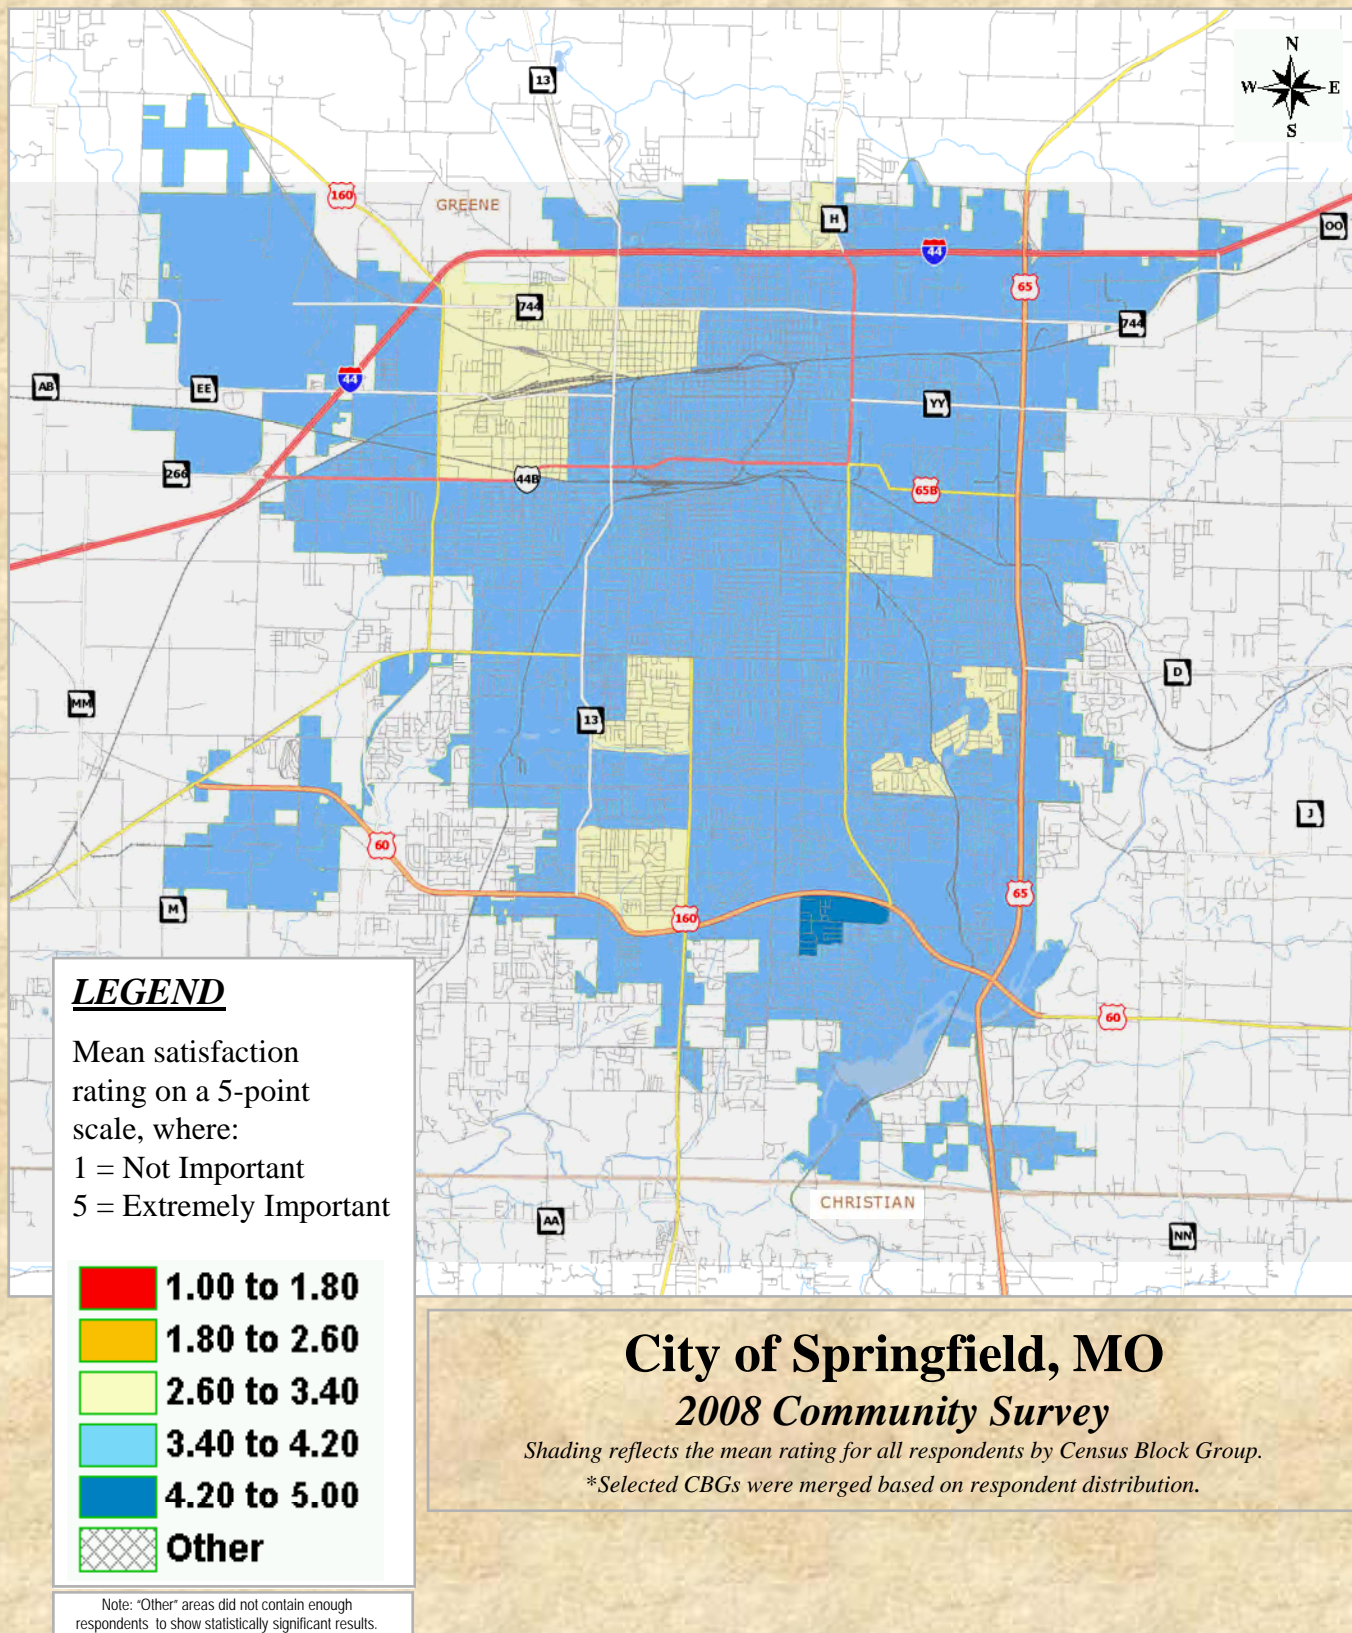 N
W E
S
13
160
GREENE
H
OO
44
65
744
744
44
AB
EE
YY
266
44B
65B
D
MM
13
J
60
65
M
160
60
CHRISTIAN
AA
NN
LEGEND
Mean satisfaction
rating on a 5-point
scale, where:
1 = Not Important
5 = Extremely Important
1.00 to 1.80
1.80 to 2.60
2.60 to 3.40
3.40 to 4.20
4.20 to 5.00
Other
Note: “Other” areas did not contain enough
respondents to show statistically significant results.
City of Springfield, MO
2008 Community Survey
Shading reflects the mean rating for all respondents by Census Block Group.
*Selected CBGs were merged based on respondent distribution.